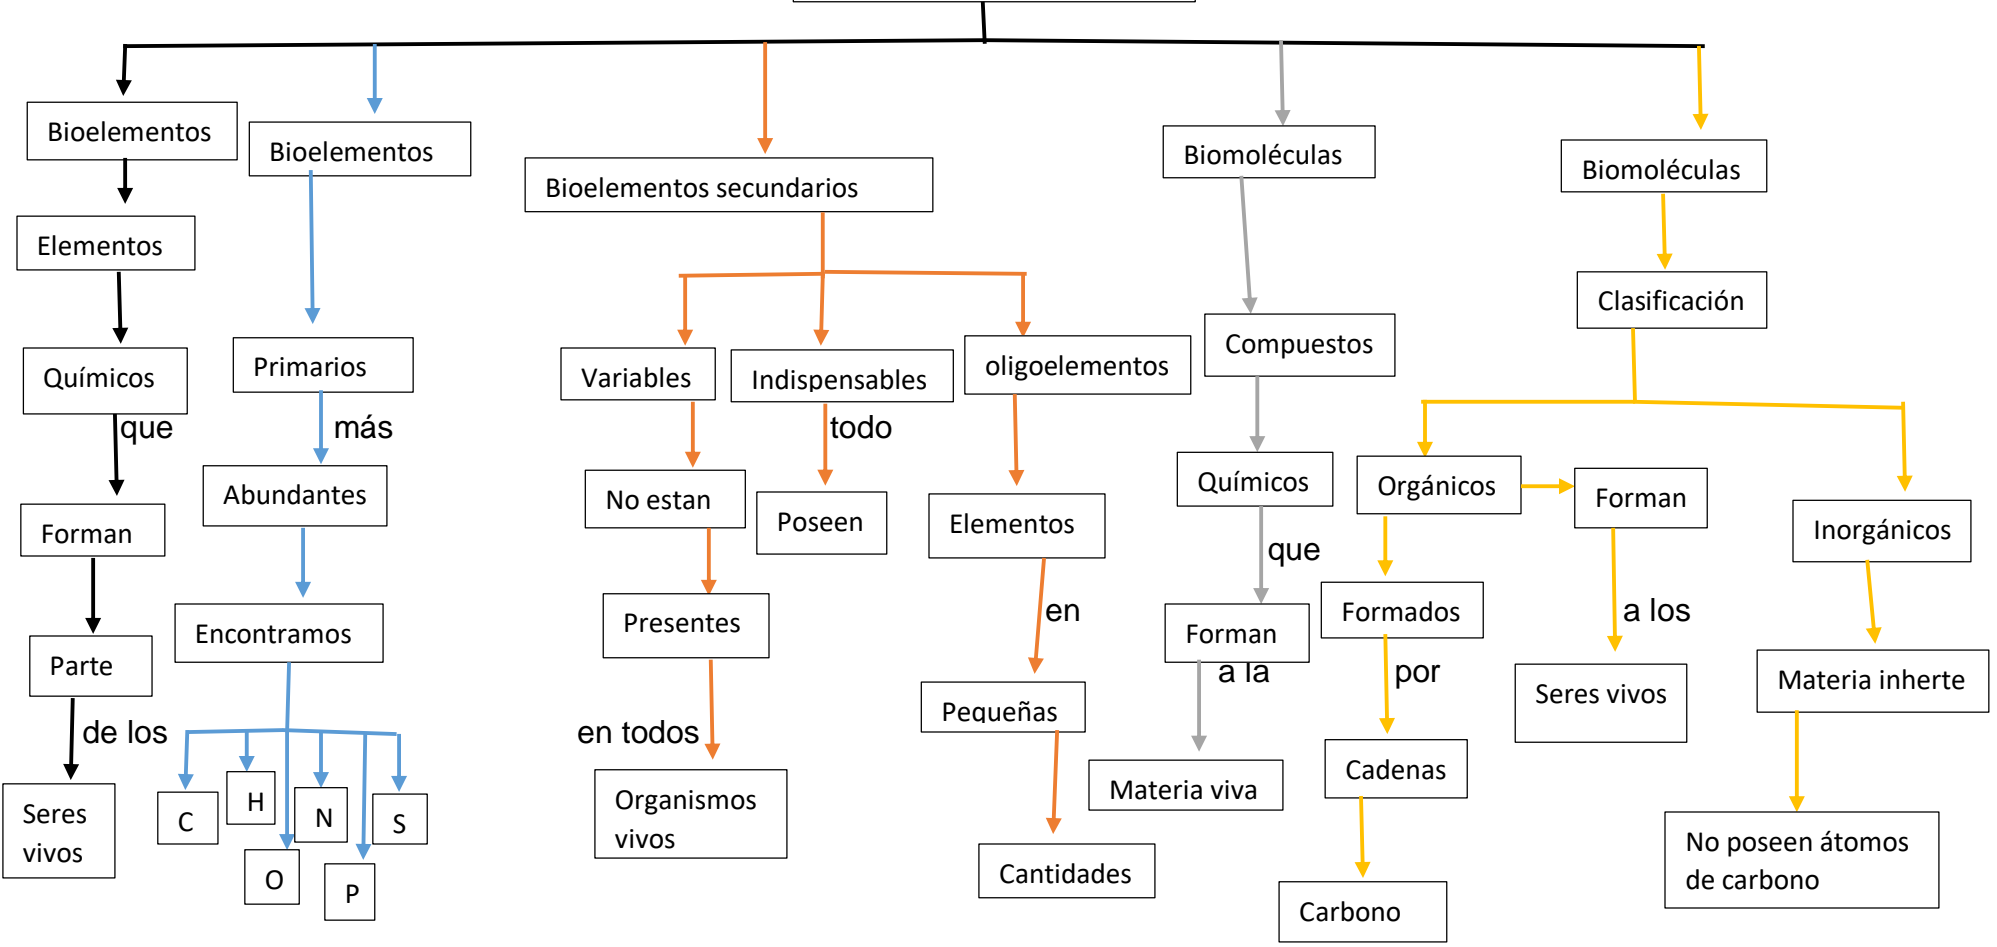 Bioelementos
Bioelementos
Bioelementos secundarios
Biomoléculas
Biomoléculas
Elementos
Clasificación
Químicos
que
Primarios
más
Variables
Indispensables
todo
oligoelementos
Compuestos
Forman
Abundantes
No estan
Poseen
Elementos
en
Químicos
que
Orgánicos
Forman
a los
Inorgánicos
Parte
de los
Encontramos
Presentes
en todos
Pequeñas
Forman
a la
Formados
por
Seres vivos
Materia inherte
Seres
vivos
C
H
O
N
P
S
Organismos
vivos
Cantidades
Materia viva
Cadenas
Carbono
No poseen átomos
de carbono